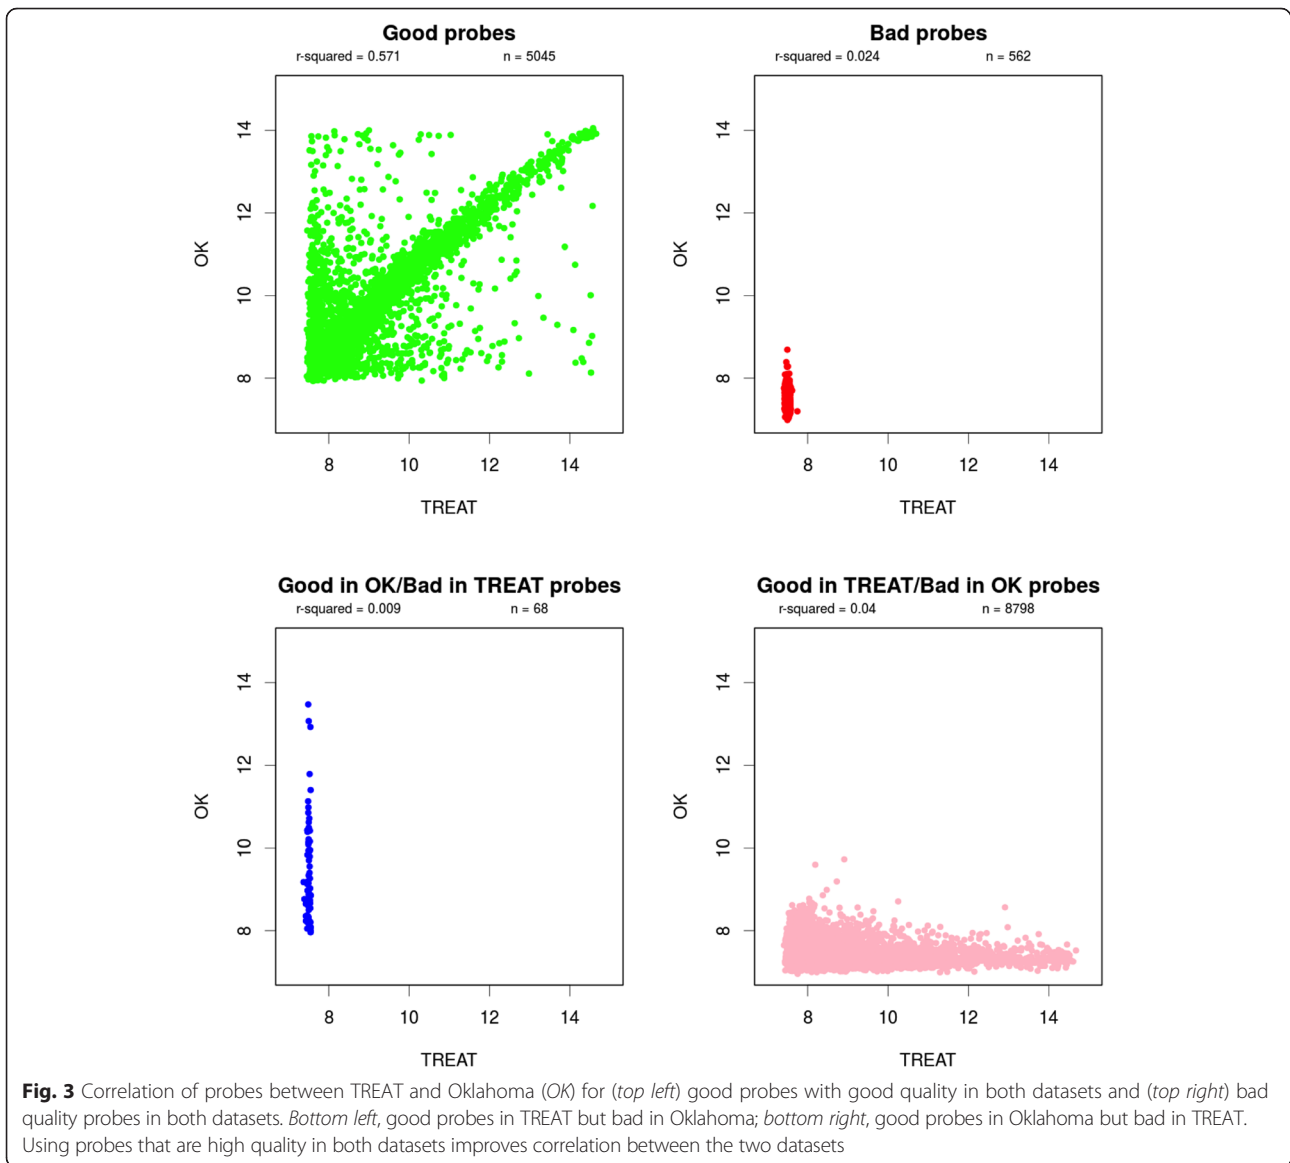 Good probes
r-squared = 0.571 n = 5045
14
12
10
8
OK
8 10 12 14
TREAT
Bad probes
r-squared = 0.024 n = 562
14
12
10
8
OK
8 10 12 14
TREAT
Good in OK/Bad in TREAT probes
r-squared = 0.009 n = 68
14
12
10
8
OK
8 10 12 14
TREAT
Good in TREAT/Bad in OK probes
r-squared = 0.04 n = 8798
14
12
10
8
OK
8 10 12 14
TREAT
Fig. 3 Correlation of probes between TREAT and Oklahoma (OK) for (top left) good probes with good quality in both datasets and (top right) bad
quality probes in both datasets. Bottom left, good probes in TREAT but bad in Oklahoma; bottom right, good probes in Oklahoma but bad in TREAT.
Using probes that are high quality in both datasets improves correlation between the two datasets